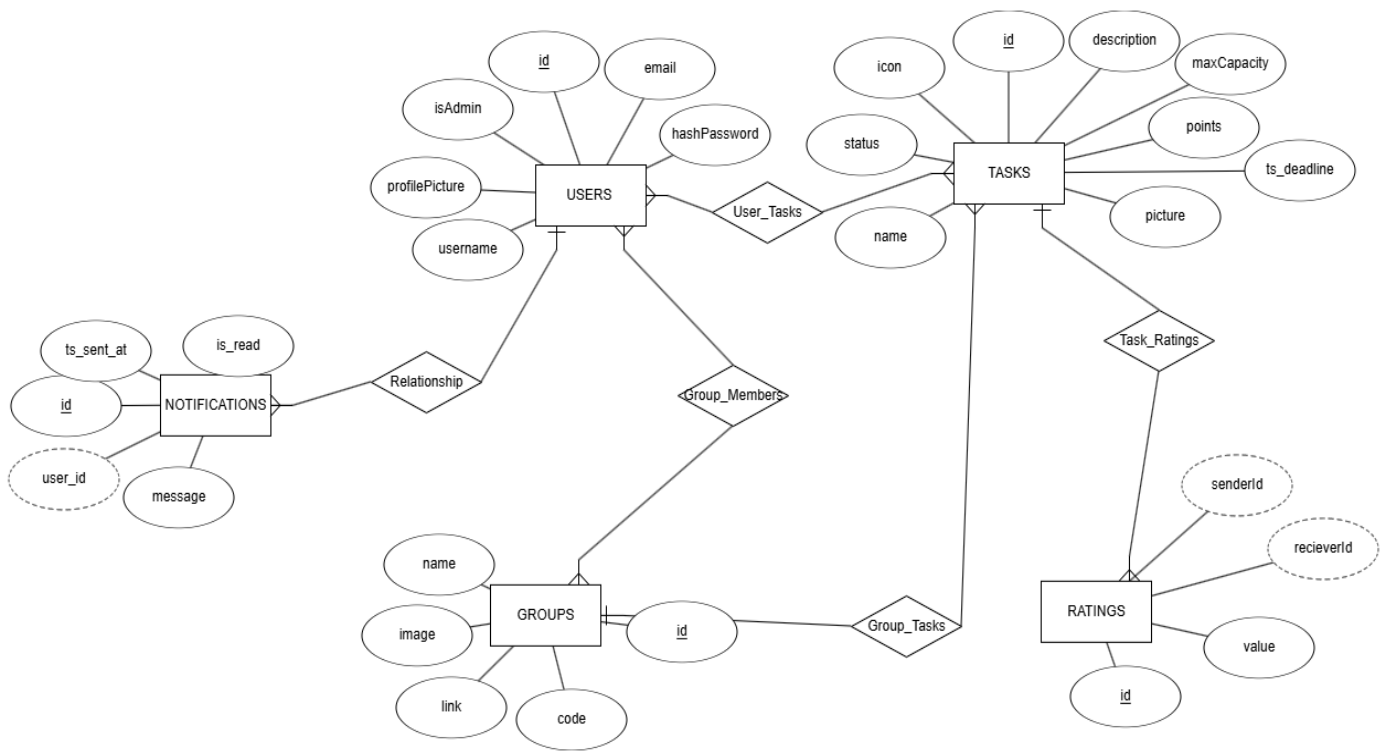 id
email
isAdmin
hashPassword
profilePicture
USERS
username
User_Tasks
id
description
icon
maxCapacity
points
status
TASKS
ts_deadline
picture
name
Task_Ratings
is_read
ts_sent_at
Relationship
id
NOTIFICATIONS
user_id
message
Group_Members
name
GROUPS
image
id
link
code
Group_Tasks
senderId
recieverId
RATINGS
value
id